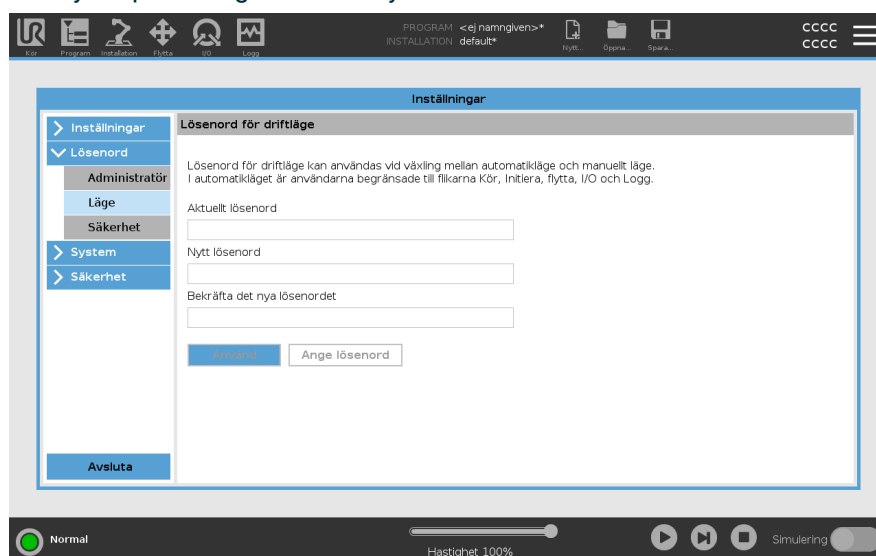 PROGRAM <ej namngiven>*
INSTALLATION default*
UR
Kör
Program
Installation
Flytta
I/O
Logg
Nytt...
Öppna...
Spara...
CCCC
CCCC
Inställningar
Inställningar
Lösenord
Administratör
Läge
Säkerhet
System
Säkerhet
Avsluta
Lösenord för driftläge
Lösenord för driftläge kan användas vid växling mellan automatikläge och manuellt läge.
I automatikläget är användarna begränsade till flikarna Kör, Initiera, flytta, I/O och Logg.
Aktuellt lösenord
Nytt lösenord
Bekräfta det nya lösenordet
Använd
Ange lösenord
Normal
Hastighet 100%
Simulering